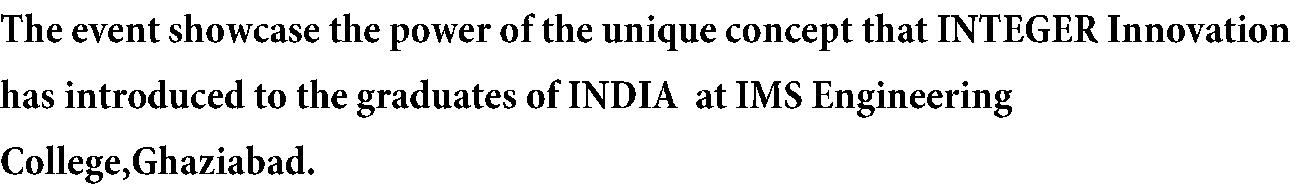 The event showcase the power of the unique concept that INTEGER Innovation
has introduced to the graduates of INDIA  at IMS Engineering
College,Ghaziabad.